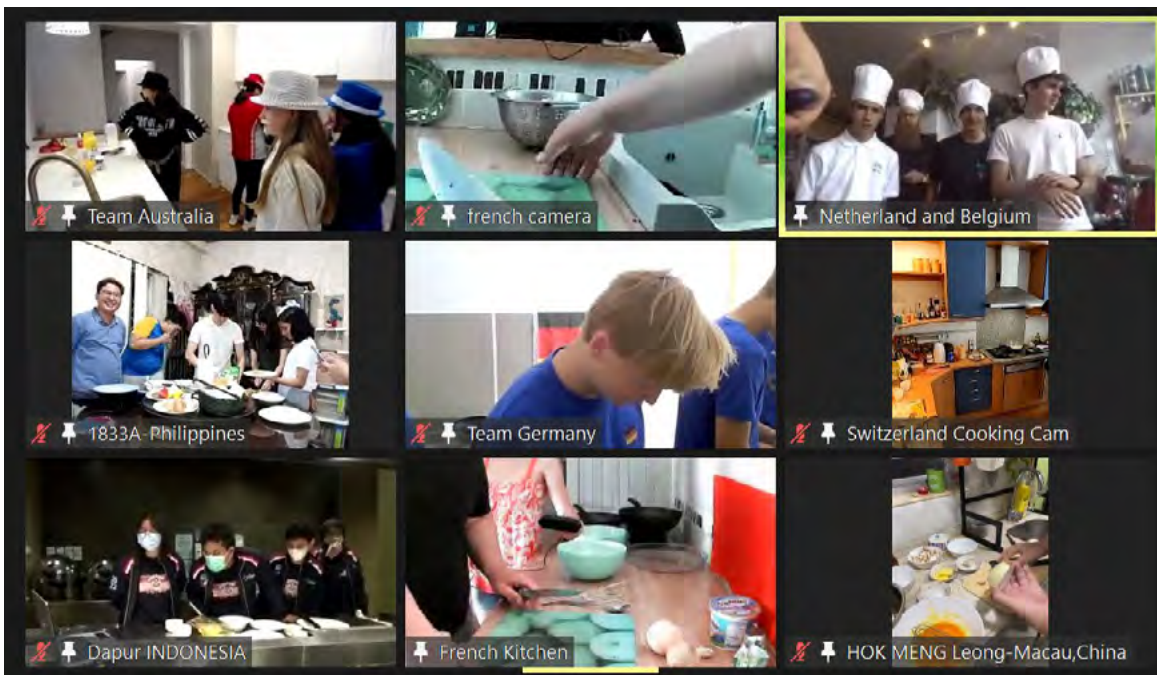 Team Australia
french camera
Netherland and Belgium
1833A-Philippines
Team Germany
Switzerland Cooking Cam
Dapur INDONESIA
French Kitchen
HOK MENG Leong-Macau,China